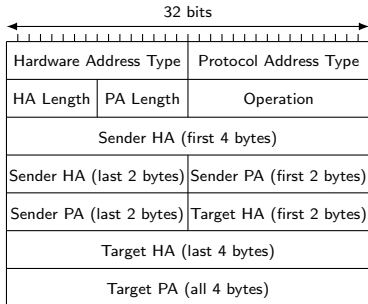 32 bits
Hardware Address Type Protocol Address Type
HA Length PA Length Operation
Sender HA (first 4 bytes)
Sender HA (last 2 bytes) Sender PA (first 2 bytes)
Sender PA (last 2 bytes) Target HA (first 2 bytes)
Target HA (last 4 bytes)
Target PA (all 4 bytes)